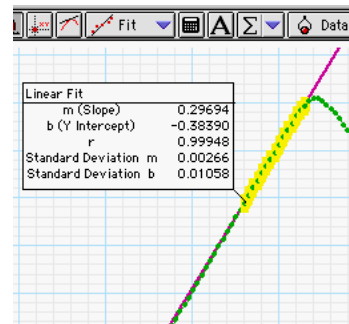 Fit A Σ Data
Linear Fit
m (Slope) 0.29694
b (Y Intercept) -0.38390
r 0.99948
Standard Deviation m 0.00266
Standard Deviation b 0.01058